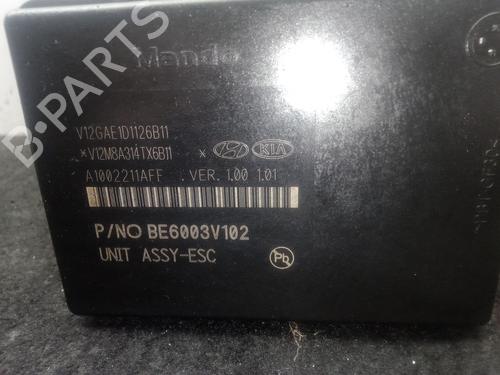 B-PARTS
Mando
V12GAE1D1126B11
*V12M8A314TX6B11 * KIA
A1002211AFF VER. 1.00 1.01
P/NO BE6003V102
UNIT ASSY-ESC Pb